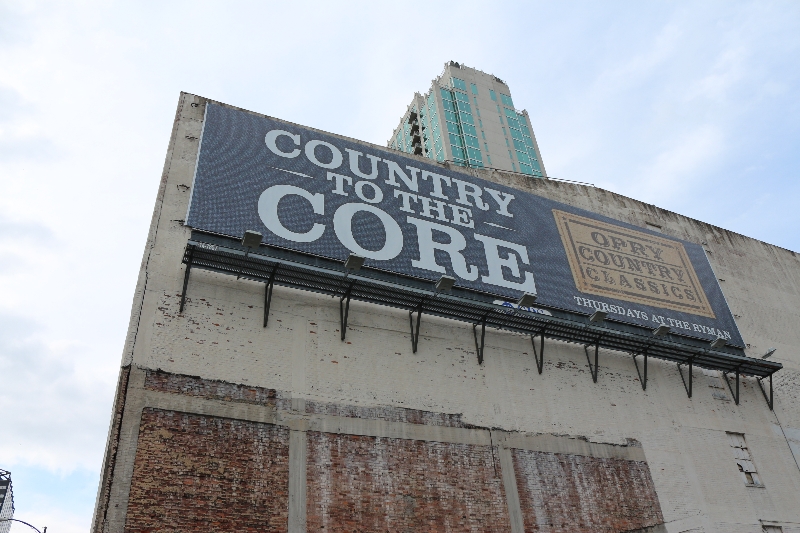 COUNTRY
TO THE
CORE
OPRY
COUNTRY
CLASSICS
THURSDAYS AT THE RYMAN